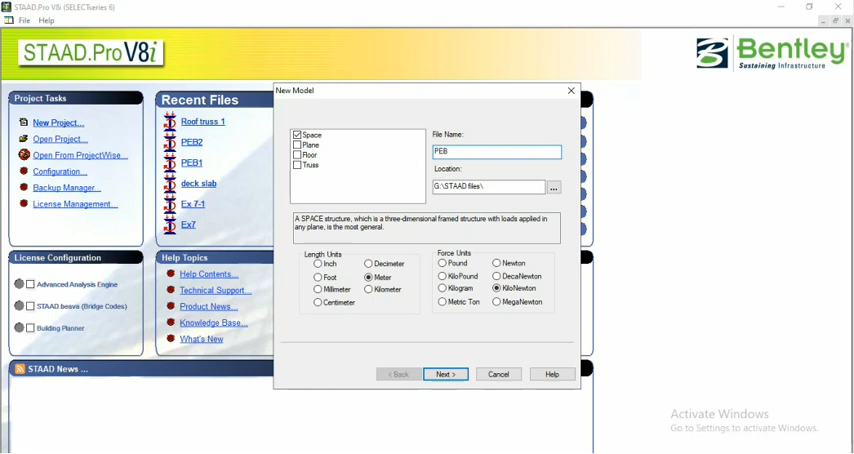 STAAD.Pro V8i (SELECTseries 6)
File Help
STAAD.Pro V8i
Bentley®
Sustaining Infrastructure
Project Tasks
New Project...
Open Project...
Open From ProjectWise...
Configuration...
Backup Manager...
License Management...
Recent Files
Roof truss 1
PEB2
PEB1
deck slab
Ex 7-1
Ex7
License Configuration
Advanced Analysis Engine
STAAD.beava (Bridge Codes)
Building Planner
Help Topics
Help Contents...
Technical Support...
Product News...
Knowledge Base...
What's New
STAAD News ...
New Model
Space
Plane
Floor
Truss
File Name:
PEB
Location:
G:\STAAD files\
...
A SPACE structure, which is a three-dimensional framed structure with loads applied in
any plane, is the most general.
Length Units
Inch
Decimeter
Foot
Meter
Millimeter
Kilometer
Centimeter
Force Units
Pound
Newton
KiloPound
DecaNewton
Kilogram
KiloNewton
Metric Ton
MegaNewton
< Back
Next >
Cancel
Help
Activate Windows
Go to Settings to activate Windows.